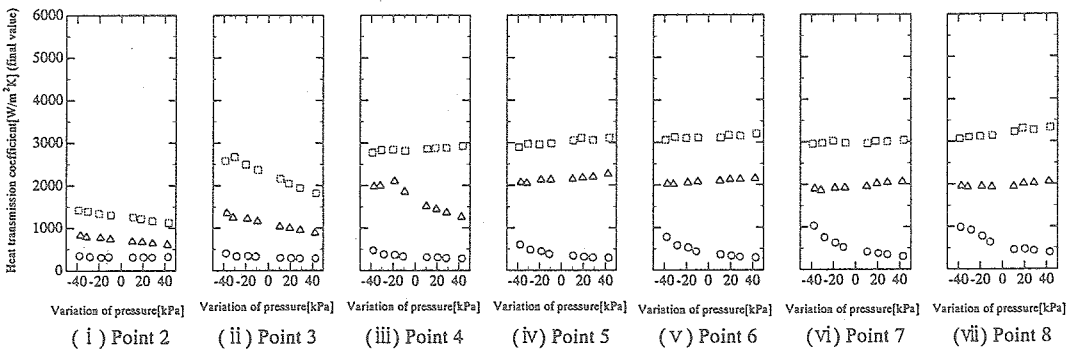 Heat transmission coefficient[W/m²K] (final value)
6000
5000
4000
3000
2000
1000
0
-40 -20 0 20 40
-40 -20 0 20 40
-40 -20 0 20 40
-40 -20 0 20 40
-40 -20 0 20 40
-40 -20 0 20 40
-40 -20 0 20 40
Variation of pressure[kPa]
Variation of pressure[kPa]
Variation of pressure[kPa]
Variation of pressure[kPa]
Variation of pressure[kPa]
Variation of pressure[kPa]
Variation of pressure[kPa]
(ⅰ) Point 2
(ⅱ) Point 3
(ⅲ) Point 4
(ⅳ) Point 5
(ⅴ) Point 6
(ⅵ) Point 7
(ⅶ) Point 8